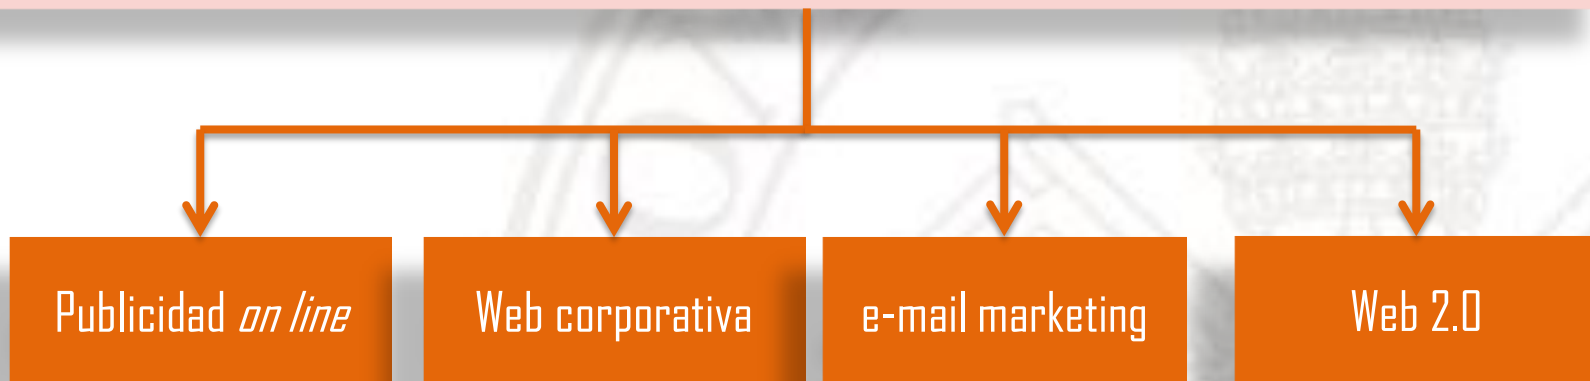 Publicidad on line
Web corporativa
e-mail marketing
Web 2.0